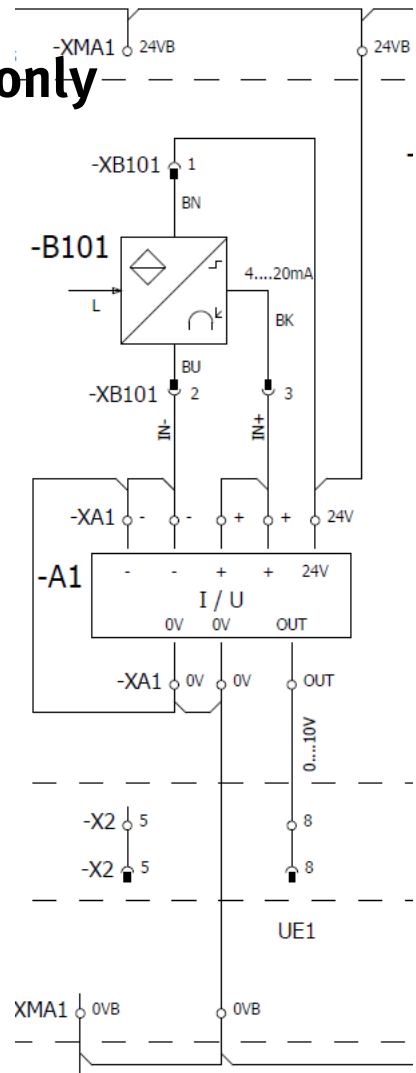 -XMA1 24VB 24VB
only
-XB101 1
BN
-B101
4....20mA
L
BK
BU
-XB101 2 3
IN- IN+
-XA1 - - + + 24V
-A1 - - + + 24V
I / U
0V 0V OUT
-XA1 0V 0V OUT
0....10V
-X2 5 8
-X2 5 8
UE1
XMA1 0VB 0VB